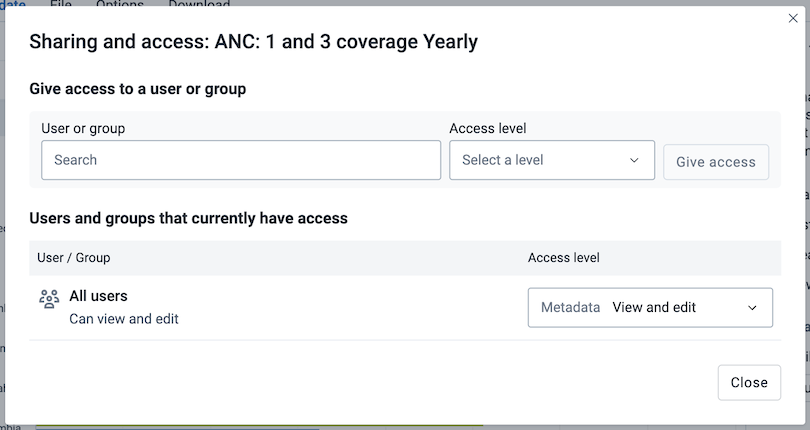 File Options Download
Sharing and access: ANC: 1 and 3 coverage Yearly
Give access to a user or group
User or group Access level
Search Select a level Give access
Users and groups that currently have access
User / Group Access level
All users
Can view and edit
Metadata View and edit
Close